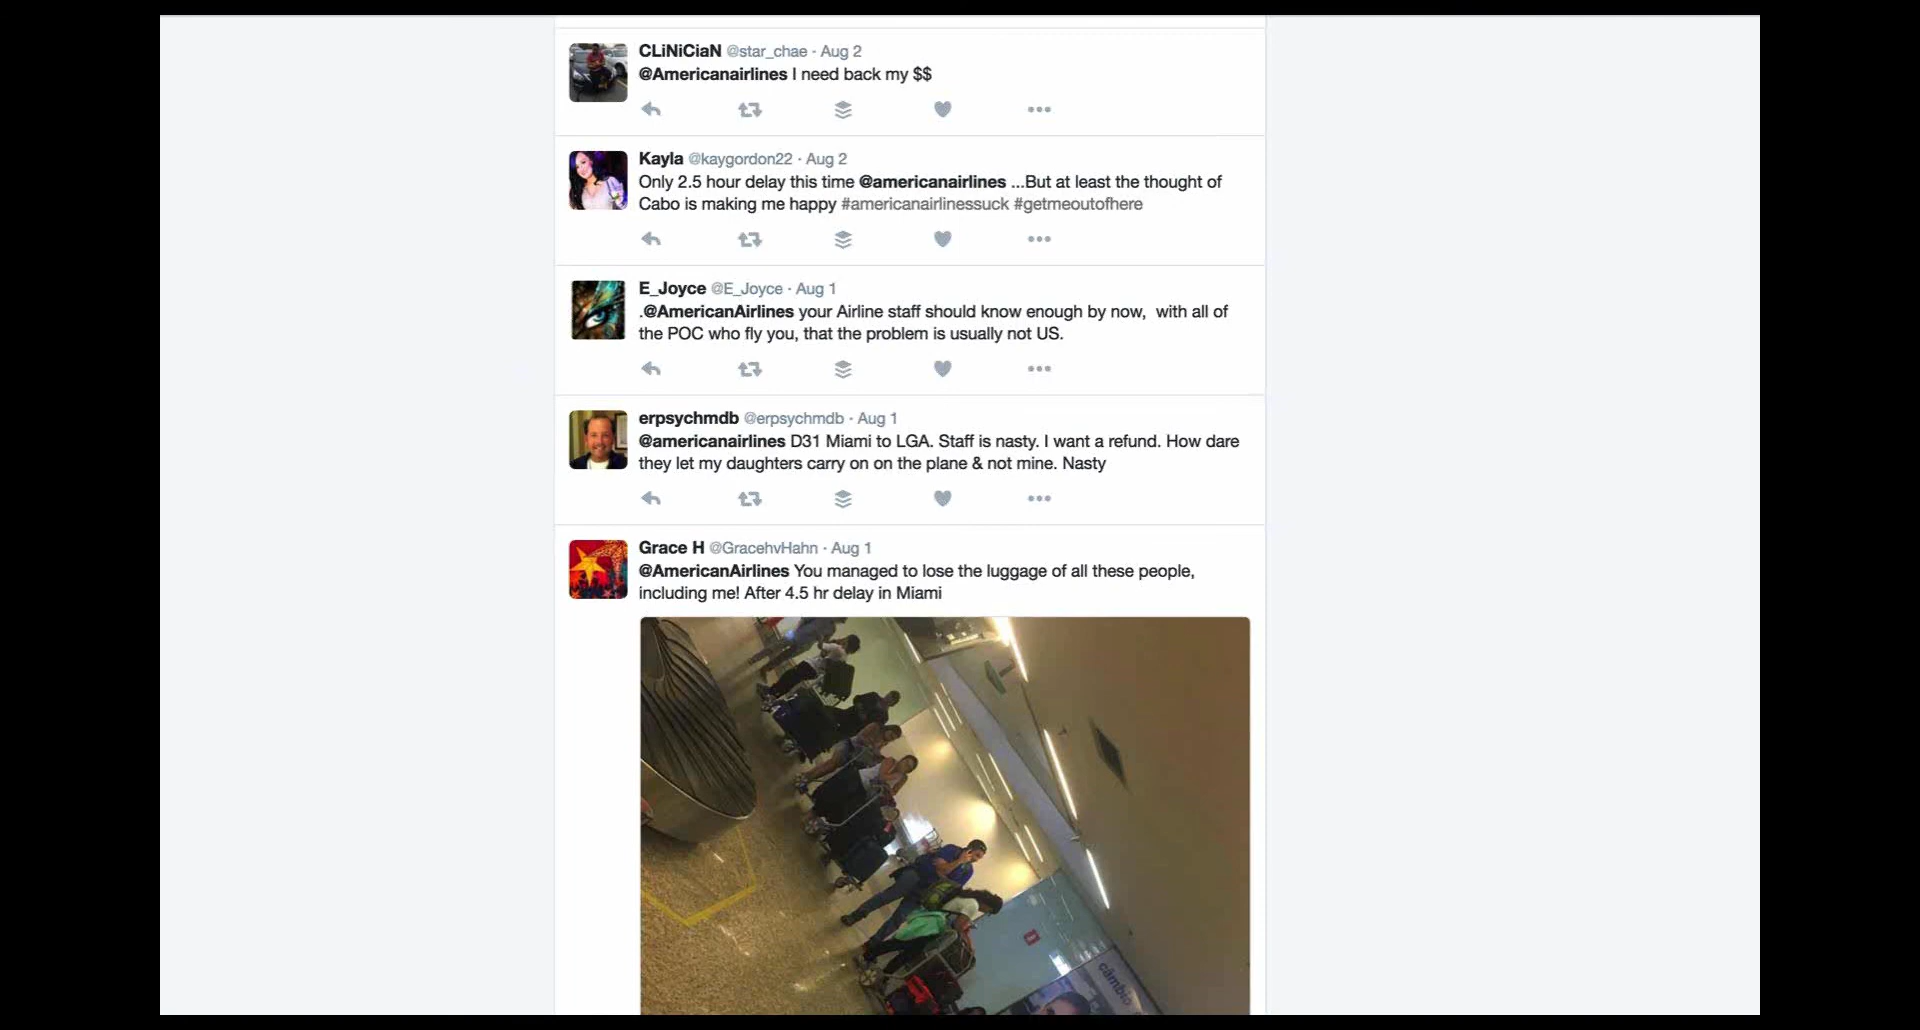 CLiNiCiaN @star_chae · Aug 2
@Americanairlines I need back my $$
Kayla @kaygordon22 · Aug 2
Only 2.5 hour delay this time @americanairlines ...But at least the thought of
Cabo is making me happy #americanairlinessuck #getmeoutofhere
E_Joyce @E_Joyce · Aug 1
.@AmericanAirlines your Airline staff should know enough by now,  with all of
the POC who fly you, that the problem is usually not US.
erpsychmdb @erpsychmdb · Aug 1
@americanairlines D31 Miami to LGA. Staff is nasty. I want a refund. How dare
they let my daughters carry on on the plane & not mine. Nasty
Grace H @GracehvHahn · Aug 1
@AmericanAirlines You managed to lose the luggage of all these people,
including me! After 4.5 hr delay in Miami
câmbio